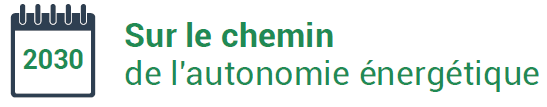 2030
Sur le chemin
de l'autonomie énergétique